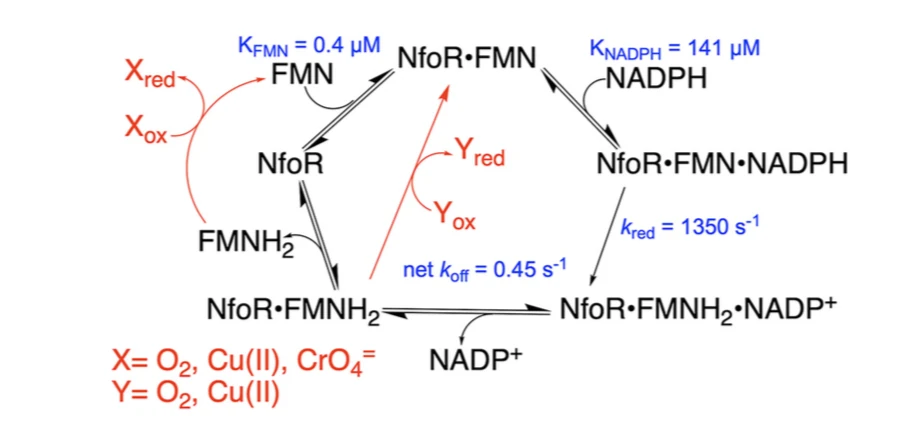 K_FMN = 0.4 μM
FMN
NfoR•FMN
K_NADPH = 141 μM
NADPH
X_red
X_ox
NfoR
Y_red
Y_ox
NfoR•FMN•NADPH
k_red = 1350 s⁻¹
FMNH₂
net k_off = 0.45 s⁻¹
NfoR•FMNH₂
NfoR•FMNH₂•NADP⁺
NADP⁺
X= O₂, Cu(II), CrO₄⁼
Y= O₂, Cu(II)